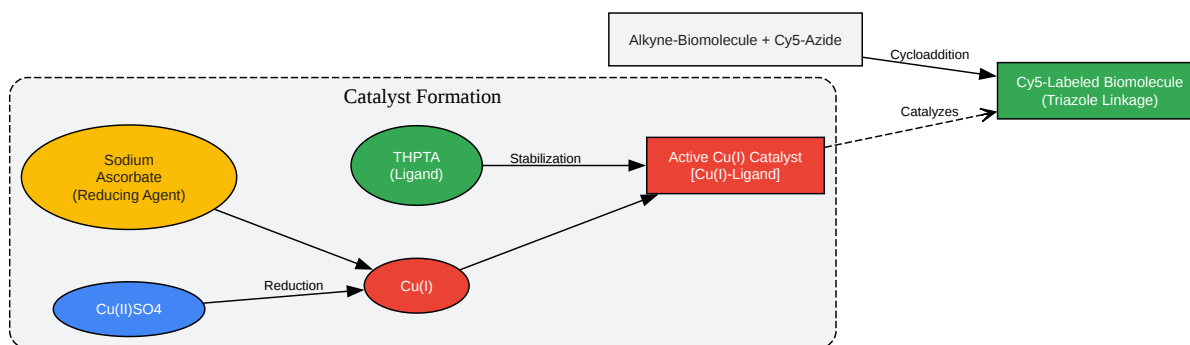 Alkyne-Biomolecule + Cy5-Azide
Cycloaddition
Cy5-Labeled Biomolecule
(Triazole Linkage)
Catalyzes
Catalyst Formation
Sodium
Ascorbate
(Reducing Agent)
THPTA
(Ligand)
Stabilization
Active Cu(I) Catalyst
[Cu(I)-Ligand]
Cu(II)SO4
Reduction
Cu(I)